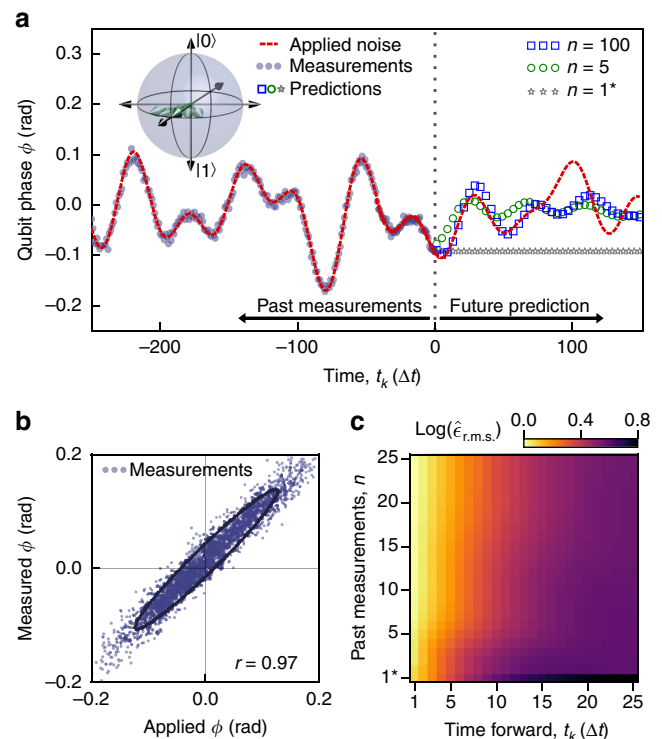 a
0.3
0.2
0.1
0.0
–0.1
–0.2
Qubit phase ϕ (rad)
|0⟩
|1⟩
Applied noise
Measurements
Predictions
n = 100
n = 5
n = 1*
Past measurements
Future prediction
–200
–100
0
100
Time, tₖ (Δt)
b
0.2
0.0
–0.2
Measured ϕ (rad)
Measurements
r = 0.97
–0.2
0.0
0.2
Applied ϕ (rad)
c
Log(ε̂r.m.s.)
0.0
0.4
0.8
25
20
15
10
5
1*
Past measurements, n
1
5
10
15
20
25
Time forward, tₖ (Δt)